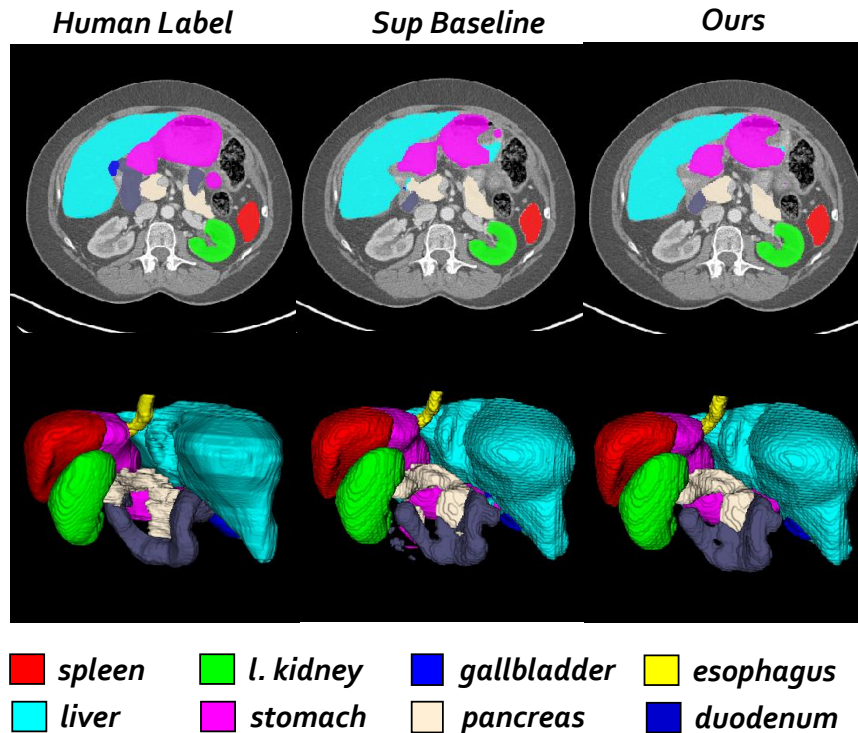 Human Label Sup Baseline Ours
spleen l. kidney gallbladder esophagus
liver stomach pancreas duodenum